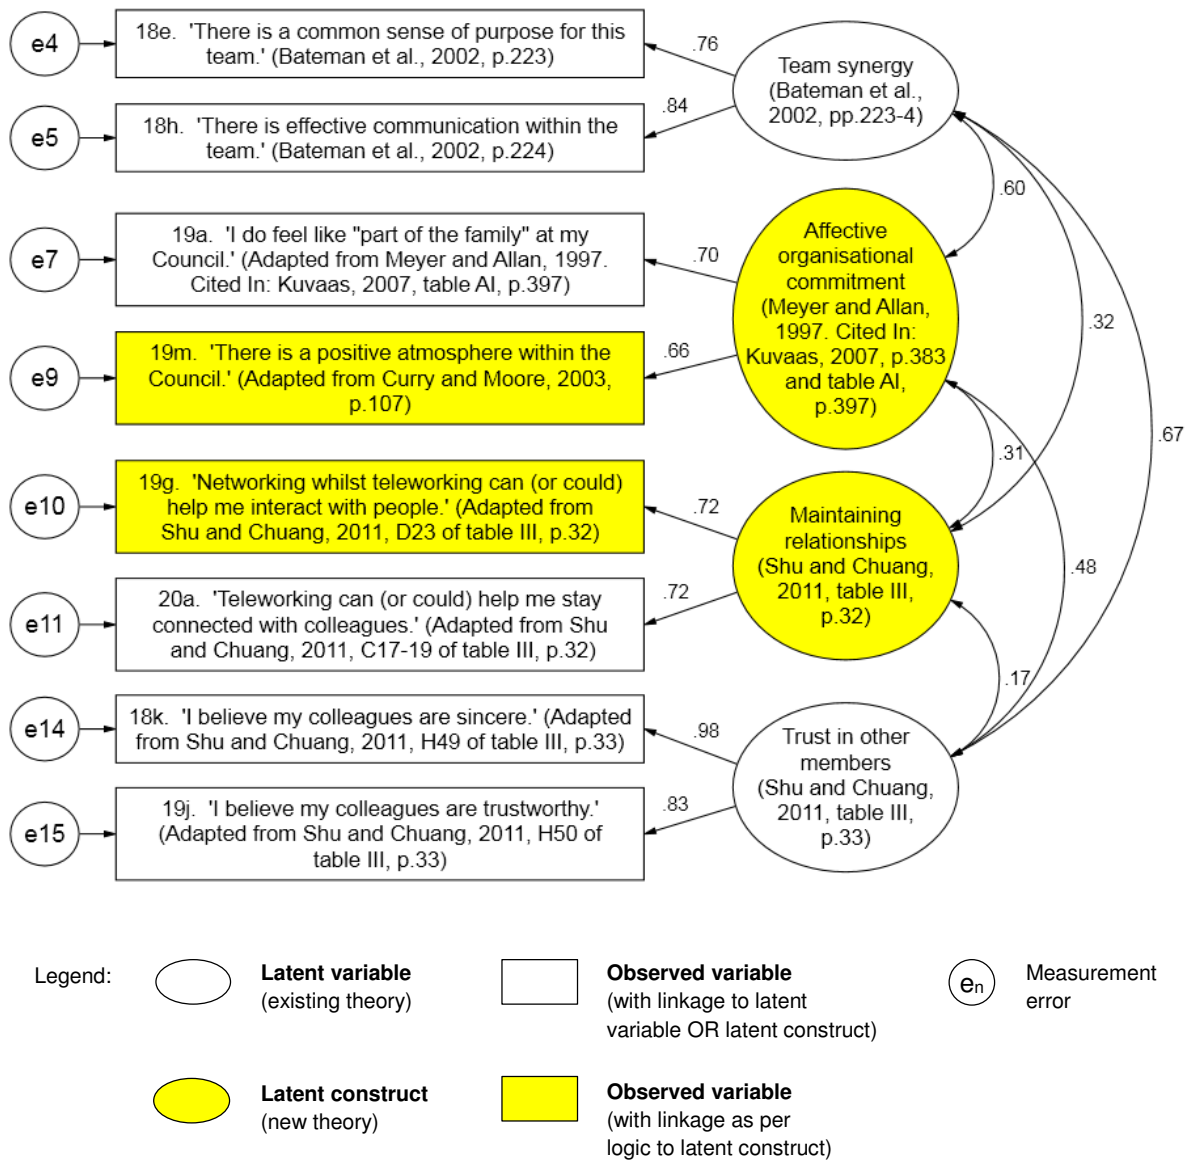 e4
18e. 'There is a common sense of purpose for this
team.' (Bateman et al., 2002, p.223)
.76
Team synergy
(Bateman et al.,
2002, pp.223-4)
e5
18h. 'There is effective communication within the
team.' (Bateman et al., 2002, p.224)
.84
.60
e7
19a. 'I do feel like "part of the family" at my
Council.' (Adapted from Meyer and Allan, 1997.
Cited In: Kuvaas, 2007, table AI, p.397)
.70
Affective
organisational
commitment
(Meyer and Allan,
1997. Cited In:
Kuvaas, 2007, p.383
and table AI,
p.397)
.32
e9
19m. 'There is a positive atmosphere within the
Council.' (Adapted from Curry and Moore, 2003,
p.107)
.66
.67
.31
e10
19g. 'Networking whilst teleworking can (or could)
help me interact with people.' (Adapted from
Shu and Chuang, 2011, D23 of table III, p.32)
.72
Maintaining
relationships
(Shu and Chuang,
2011, table III,
p.32)
.48
e11
20a. 'Teleworking can (or could) help me stay
connected with colleagues.' (Adapted from Shu
and Chuang, 2011, C17-19 of table III, p.32)
.72
.17
e14
18k. 'I believe my colleagues are sincere.' (Adapted
from Shu and Chuang, 2011, H49 of table III, p.33)
.98
Trust in other
members
(Shu and Chuang,
2011, table III,
p.33)
e15
19j. 'I believe my colleagues are trustworthy.'
(Adapted from Shu and Chuang, 2011, H50 of
table III, p.33)
.83
Legend:
Latent variable
(existing theory)
Observed variable
(with linkage to latent
variable OR latent construct)
en
Measurement
error
Latent construct
(new theory)
Observed variable
(with linkage as per
logic to latent construct)